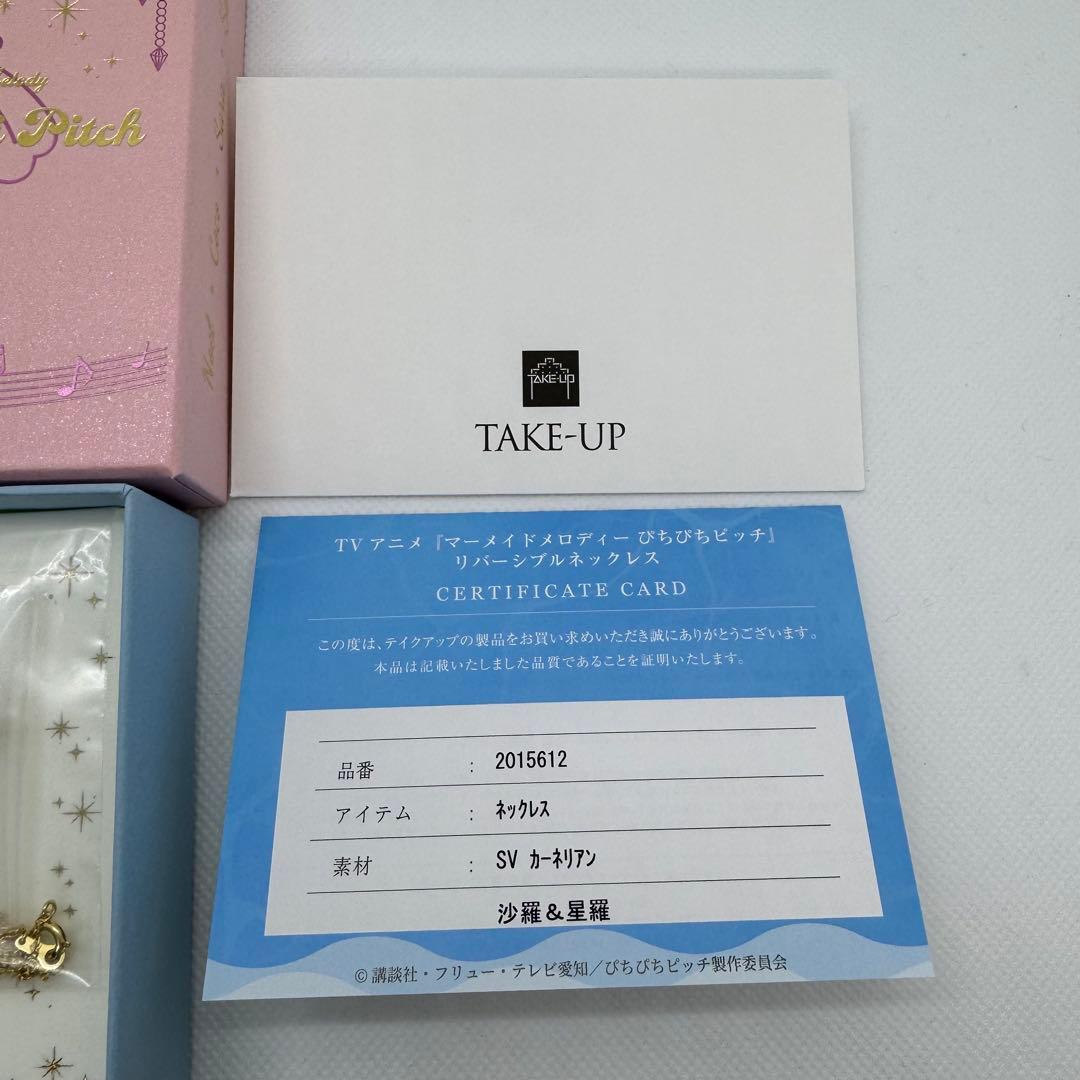 elody
Pitch
Noel • Coco •
TAKE-UP
TAKE-UP
TV アニメ『マーメイドメロディー ぴちぴちピッチ』
リバーシブルネックレス
CERTIFICATE CARD
この度は、テイクアップの製品をお買い求めいただき誠にありがとうございます。
本品は記載いたしました品質であることを証明いたします。
品番 : 2015612
アイテム : ネックレス
素材 : SV カーネリアン
沙羅＆星羅
©講談社・フリュー・テレビ愛知／ぴちぴちピッチ製作委員会